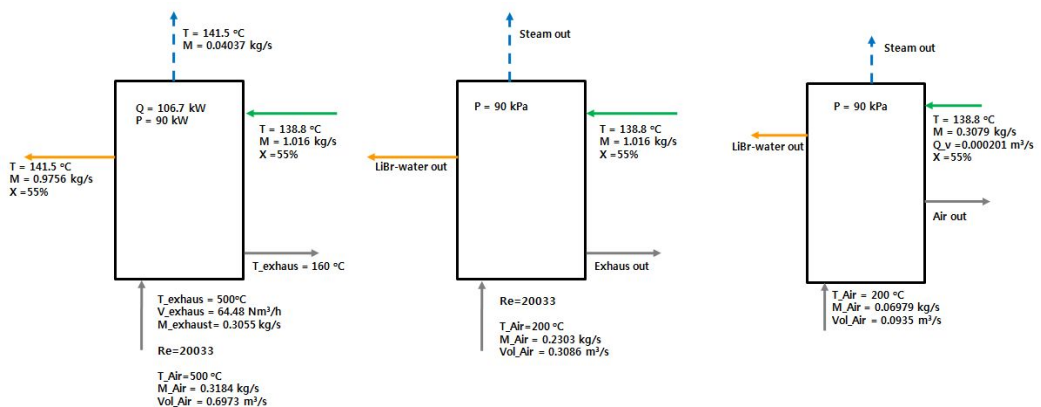 T = 141.5 ºC
M = 0.04037 kg/s
Q = 106.7 kW
P = 90 kW
T = 138.8 ºC
M = 1.016 kg/s
X =55%
T = 141.5 ºC
M = 0.9756 kg/s
X =55%
T_exhaus = 160 ºC
T_exhaus = 500ºC
V_exhaus = 64.48 Nm³/h
M_exhaust= 0.3055 kg/s
Re=20033
T_Air=500 ºC
M_Air = 0.3184 kg/s
Vol_Air = 0.6973 m³/s
Steam out
P = 90 kPa
T = 138.8 ºC
M = 1.016 kg/s
X =55%
LiBr-water out
Exhaus out
Re=20033
T_Air=200 ºC
M_Air = 0.2303 kg/s
Vol_Air = 0.3086 m³/s
Steam out
P = 90 kPa
T = 138.8 ºC
M = 0.3079 kg/s
Q_v =0.000201 m³/s
X =55%
LiBr-water out
Air out
T_Air = 200 ºC
M_Air = 0.06979 kg/s
Vol_Air = 0.0935 m³/s